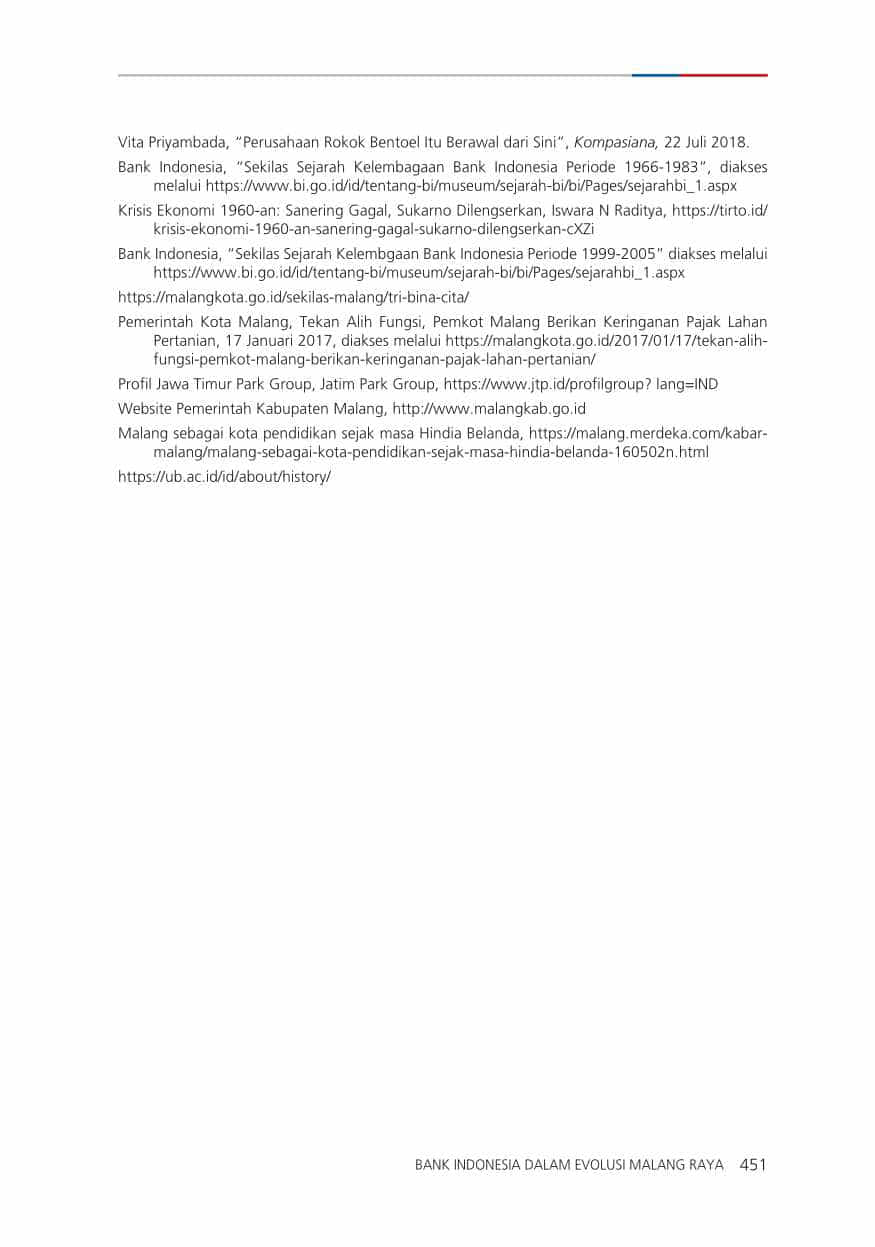 Vita Priyambada, “Perusahaan Rokok Bentoel Itu Berawal dari Sini”, Kompasiana, 22 Juli 2018.
Bank Indonesia, “Sekilas Sejarah Kelembagaan Bank Indonesia Periode 1966-1983”, diakses
melalui https://www.bi.go.id/id/tentang-bi/museum/sejarah-bi/bi/Pages/sejarahbi_1.aspx
Krisis Ekonomi 1960-an: Sanering Gagal, Sukarno Dilengserkan, Iswara N Raditya, https://tirto.id/
krisis-ekonomi-1960-an-sanering-gagal-sukarno-dilengserkan-cXZi
Bank Indonesia, “Sekilas Sejarah Kelembgaan Bank Indonesia Periode 1999-2005” diakses melalui
https://www.bi.go.id/id/tentang-bi/museum/sejarah-bi/bi/Pages/sejarahbi_1.aspx
https://malangkota.go.id/sekilas-malang/tri-bina-cita/
Pemerintah Kota Malang, Tekan Alih Fungsi, Pemkot Malang Berikan Keringanan Pajak Lahan
Pertanian, 17 Januari 2017, diakses melalui https://malangkota.go.id/2017/01/17/tekan-alih-
fungsi-pemkot-malang-berikan-keringanan-pajak-lahan-pertanian/
Profil Jawa Timur Park Group, Jatim Park Group, https://www.jtp.id/profilgroup? lang=IND
Website Pemerintah Kabupaten Malang, http://www.malangkab.go.id
Malang sebagai kota pendidikan sejak masa Hindia Belanda, https://malang.merdeka.com/kabar-
malang/malang-sebagai-kota-pendidikan-sejak-masa-hindia-belanda-160502n.html
https://ub.ac.id/id/about/history/
BANK INDONESIA DALAM EVOLUSI MALANG RAYA 451